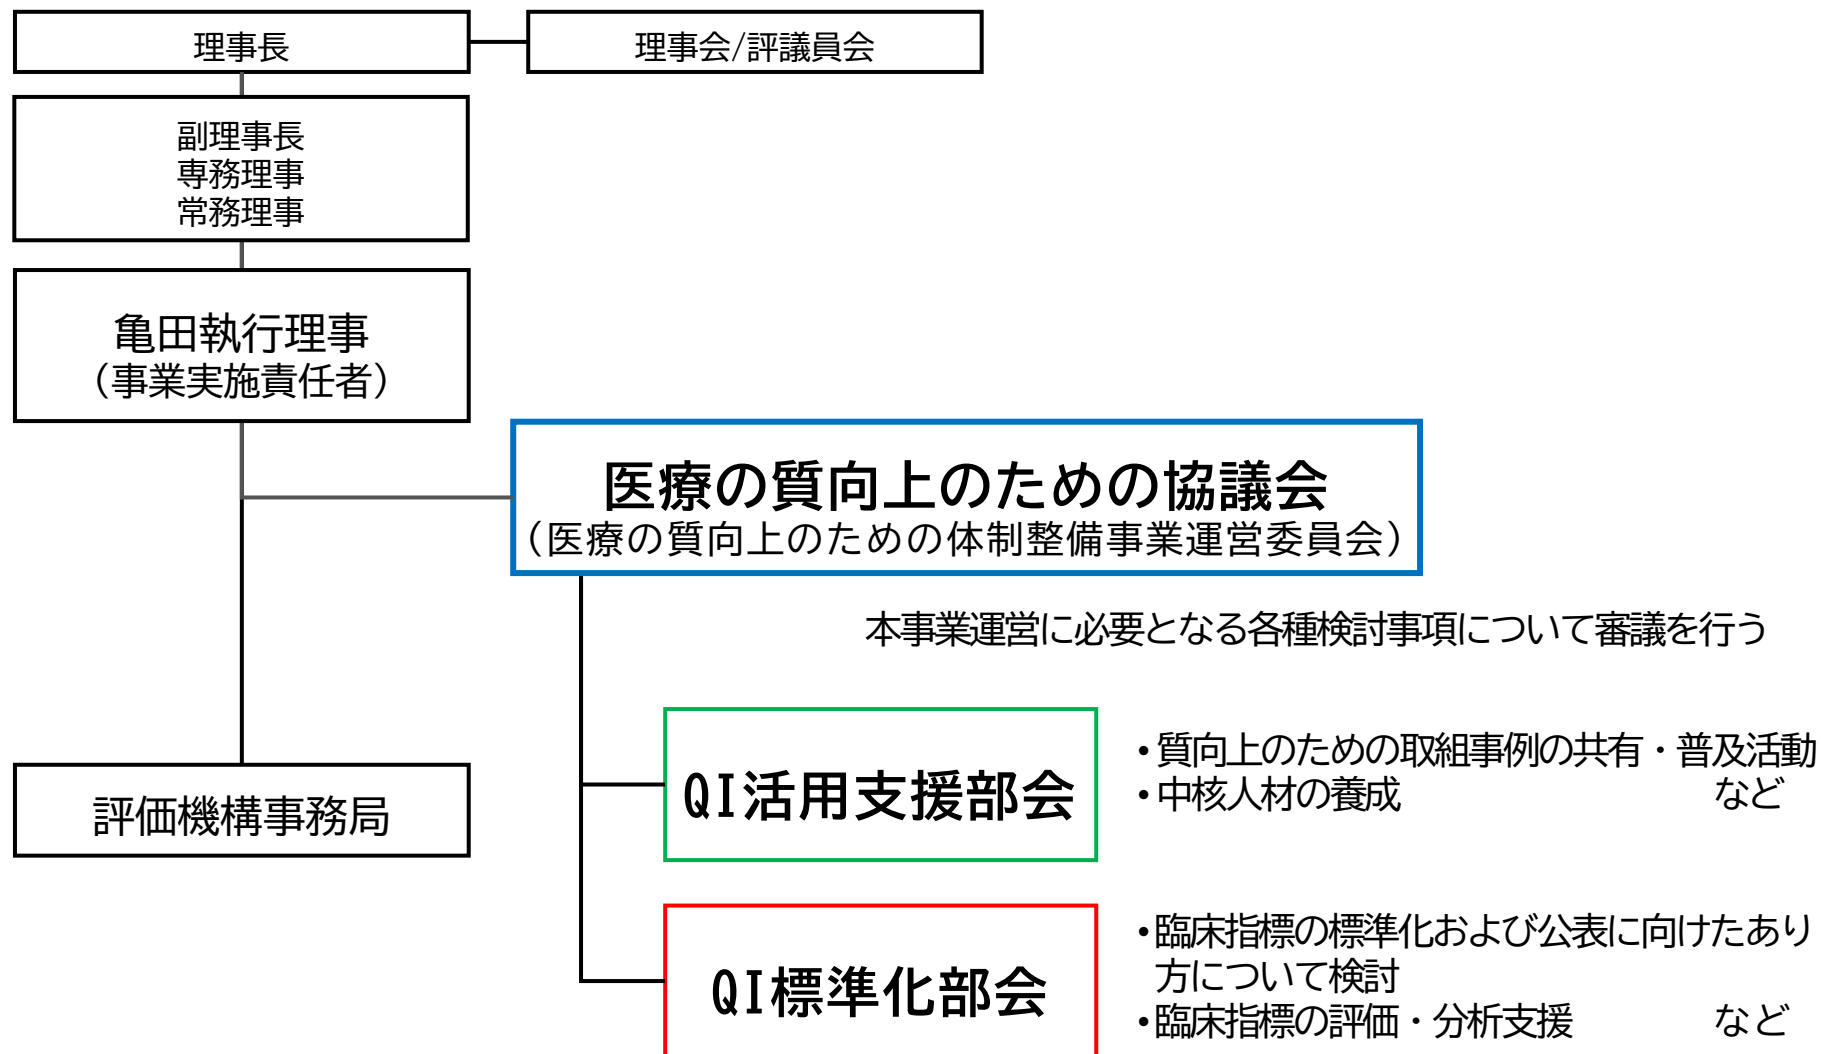 理事長
理事会/評議員会
副理事長
専務理事
常務理事
亀田執行理事
（事業実施責任者）
医療の質向上のための協議会
（医療の質向上のための体制整備事業運営委員会）
本事業運営に必要となる各種検討事項について審議を行う
評価機構事務局
QI活用支援部会
•質向上のための取組事例の共有・普及活動
•中核人材の養成 など
QI標準化部会
•臨床指標の標準化および公表に向けたあり
方について検討
•臨床指標の評価・分析支援 など